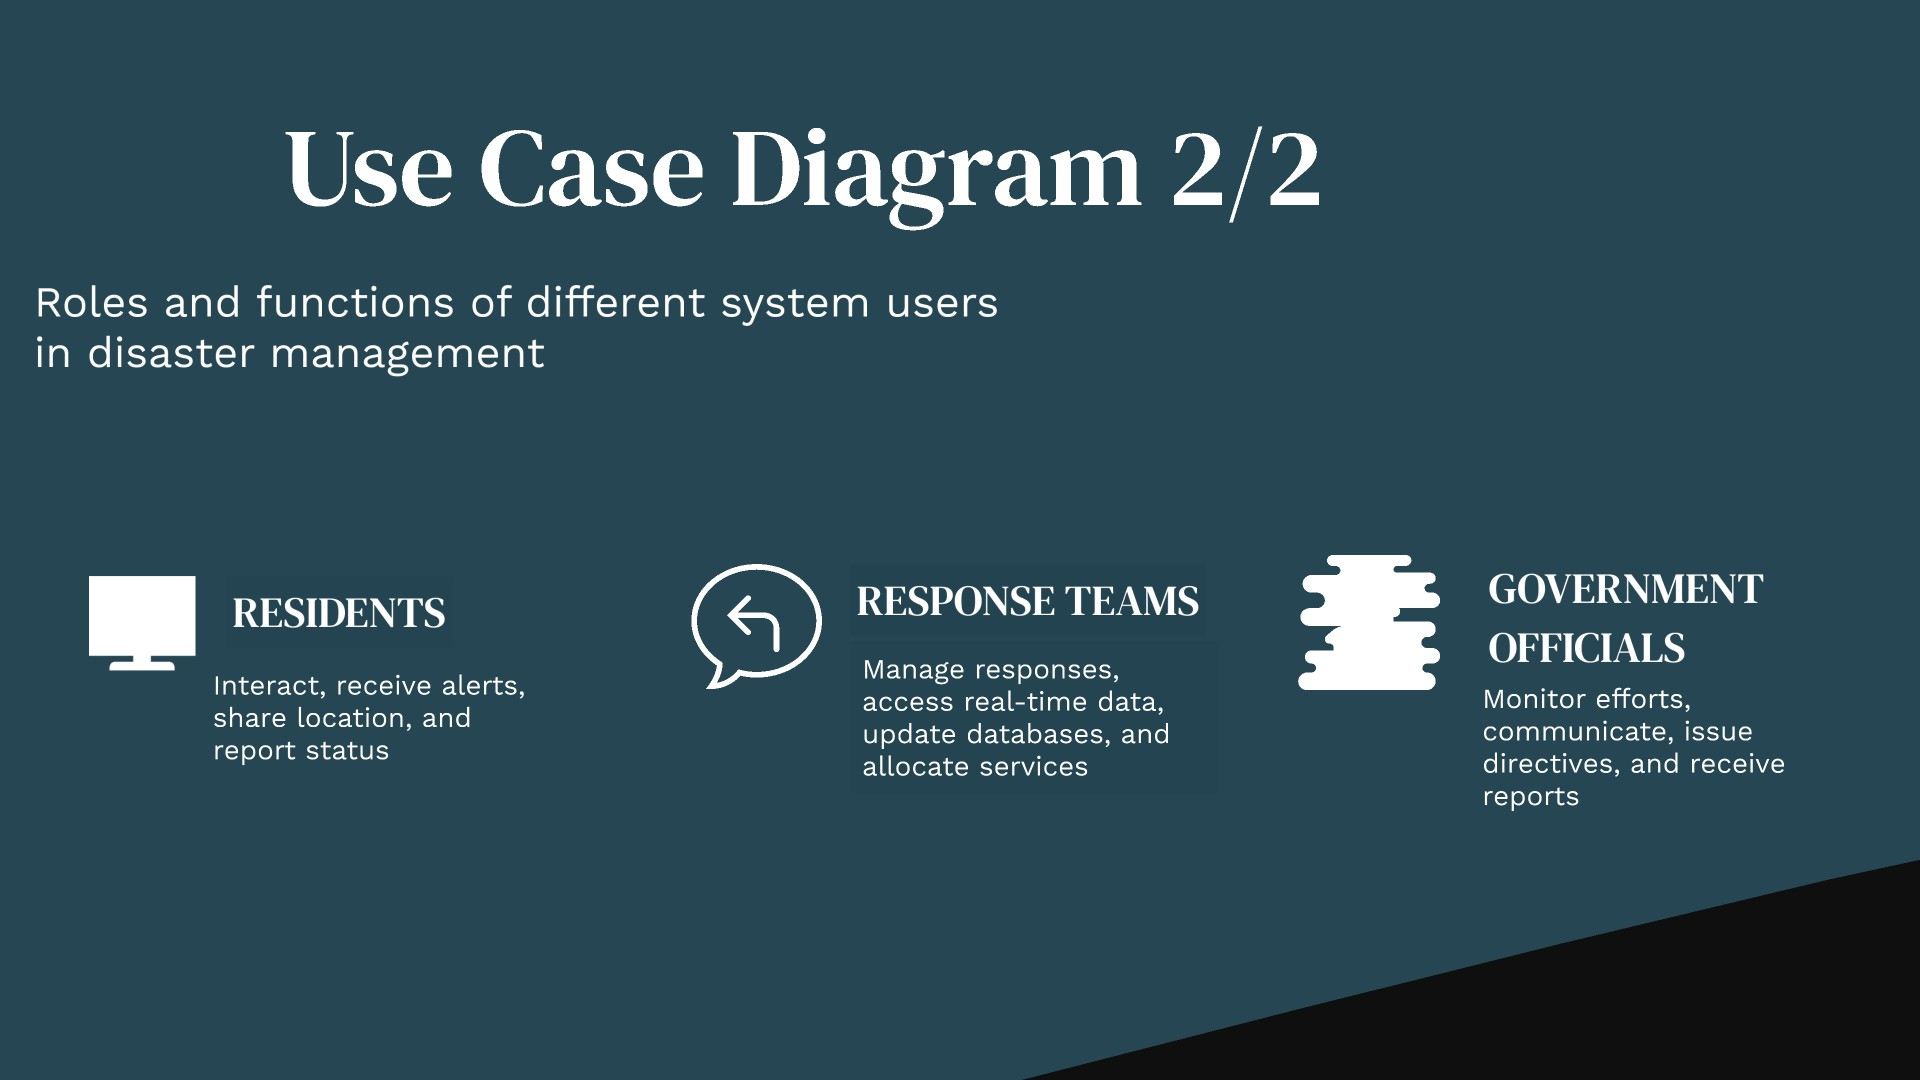 Use Case Diagram 2/2
Roles and functions of different system users
in disaster management
RESIDENTS
Interact, receive alerts,
share location, and
report status
RESPONSE TEAMS
Manage responses,
access real-time data,
update databases, and
allocate services
GOVERNMENT
OFFICIALS
Monitor efforts,
communicate, issue
directives, and receive
reports